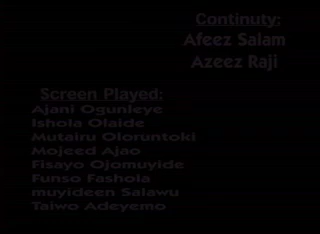 Continuty:
Afeez Salam
Azeez Raji
Screen Played:
Ajani Ogunleye
Ishola Olaide
Mutairu Oloruntoki
Mojeed Ajao
Fisayo Ojomuyide
Funso Fashola
muyideen Salawu
Taiwo Adeyemo